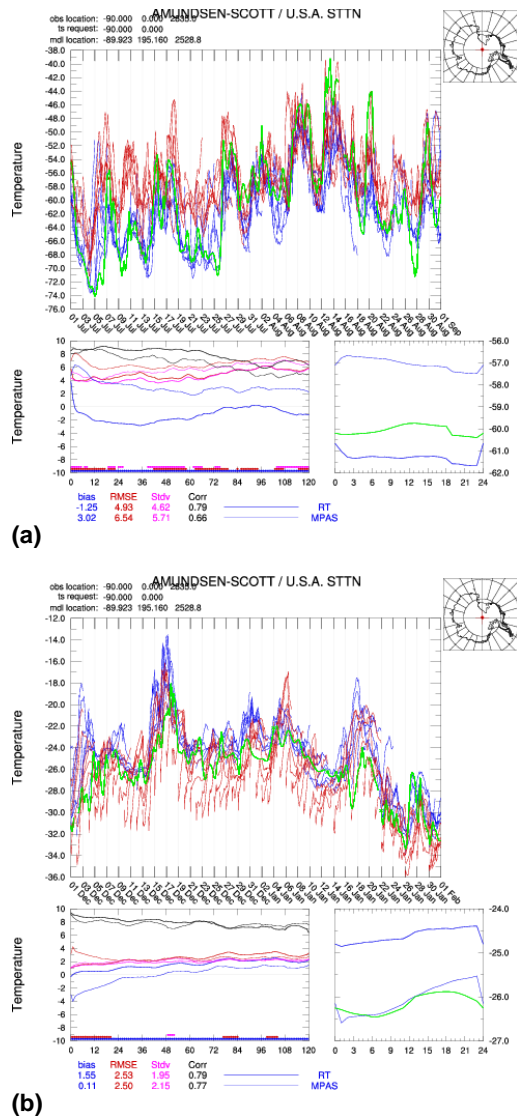 AMUNDSEN-SCOTT / U.S.A. STTN
obs location: -90.000 0.000 2835.0
ts request: -90.000 0.000
mdl location: -89.923 195.160 2528.8
Temperature
-38.0
-42.0
-44.0
-46.0
-48.0
-50.0
-52.0
-54.0
-56.0
-58.0
-60.0
-62.0
-64.0
-66.0
-68.0
-70.0
-72.0
-74.0
-76.0
01 Jul 03 Jul 05 Jul 07 Jul 09 Jul 11 Jul 13 Jul 15 Jul 17 Jul 19 Jul 21 Jul 23 Jul 25 Jul 27 Jul 29 Jul 31 Jul 02 Aug 04 Aug 06 Aug 08 Aug 10 Aug 12 Aug 14 Aug 16 Aug 18 Aug 20 Aug 22 Aug 24 Aug 26 Aug 28 Aug 30 Aug 01 Sep
Temperature
10
8
6
4
2
0
-2
-4
-6
-8
-10
0 12 24 36 48 60 72 84 96 108 120
-56.0
-57.0
-58.0
-59.0
-60.0
-61.0
-62.0
0 3 6 9 12 15 18 21 24
bias RMSE Stdv Corr
-1.25 4.93 4.62 0.79 RT
3.02 6.54 5.71 0.66 MPAS
(a)
AMUNDSEN-SCOTT / U.S.A. STTN
obs location: -90.000 0.000 2835.0
ts request: -90.000 0.000
mdl location: -89.923 195.160 2528.8
Temperature
-12.0
-14.0
-16.0
-18.0
-20.0
-22.0
-24.0
-26.0
-28.0
-30.0
-32.0
-34.0
-36.0
01 Dec 03 Dec 05 Dec 07 Dec 09 Dec 11 Dec 13 Dec 15 Dec 17 Dec 19 Dec 21 Dec 23 Dec 25 Dec 27 Dec 29 Dec 31 Dec 02 Jan 04 Jan 06 Jan 08 Jan 10 Jan 12 Jan 14 Jan 16 Jan 18 Jan 20 Jan 22 Jan 24 Jan 26 Jan 28 Jan 30 Jan 01 Feb
Temperature
10
8
6
4
2
0
-2
-4
-6
-8
-10
0 12 24 36 48 60 72 84 96 108 120
-24.0
-25.0
-26.0
-27.0
0 3 6 9 12 15 18 21 24
bias RMSE Stdv Corr
1.55 2.53 1.95 0.79 RT
0.11 2.50 2.15 0.77 MPAS
(b)